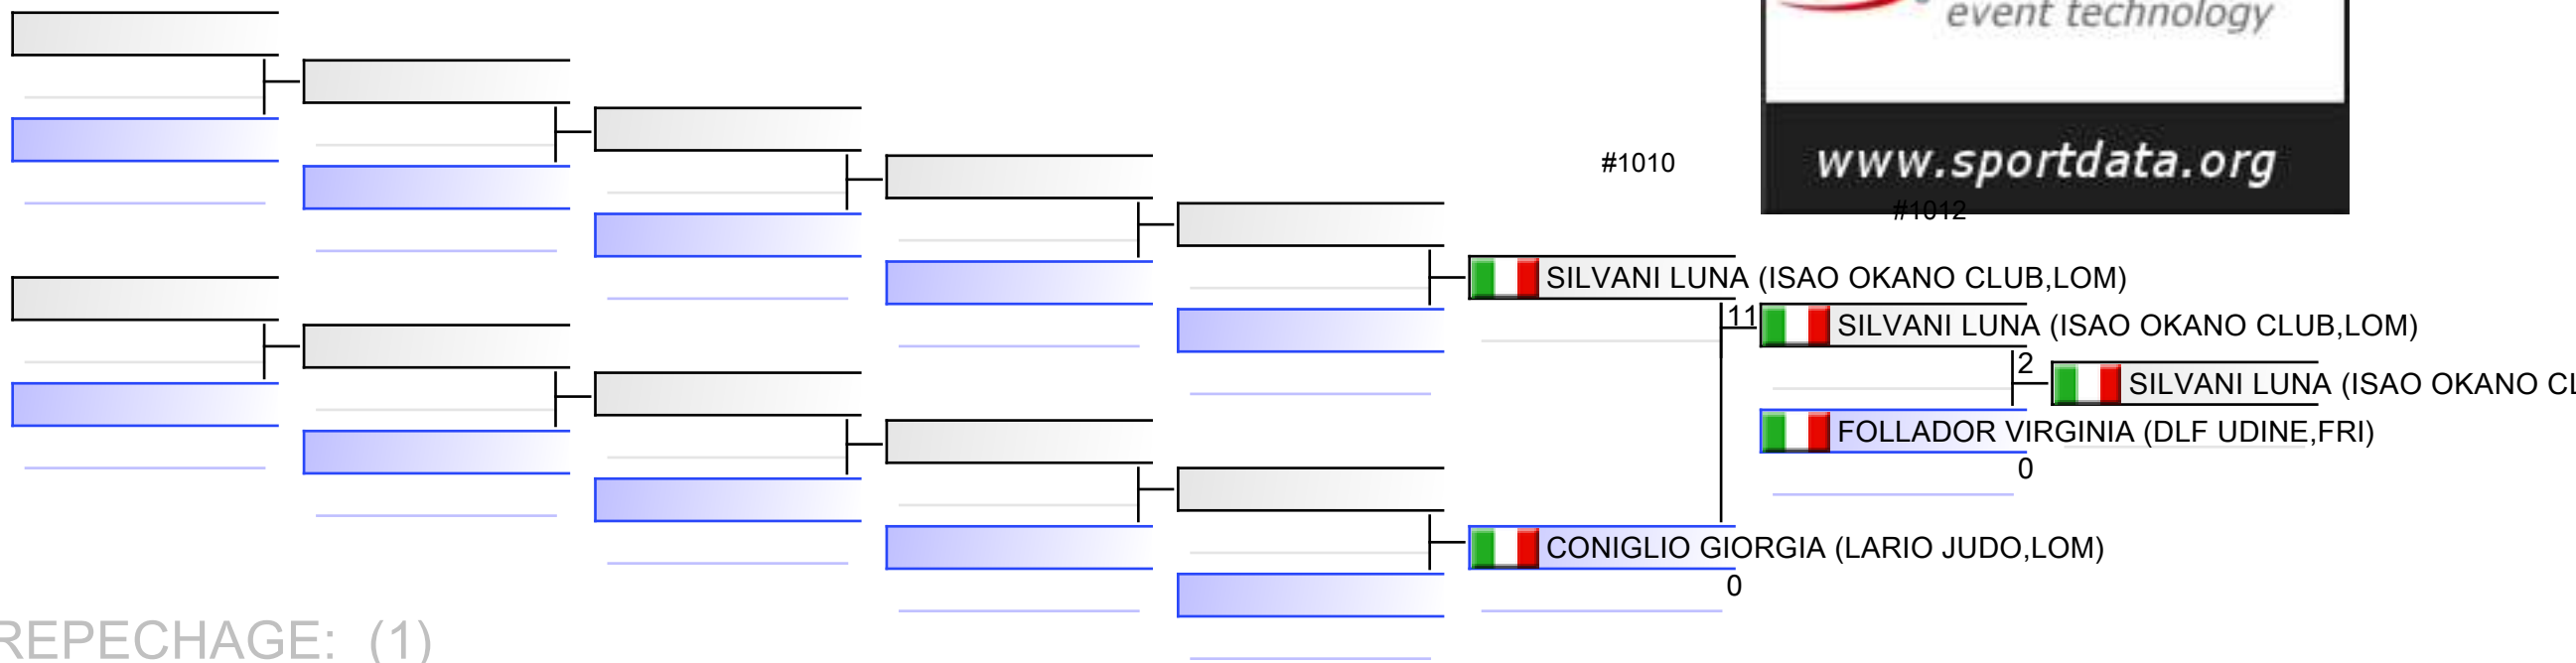 event technology
#1010
www.sportdata.org
#1012
SILVANI LUNA (ISAO OKANO CLUB,LOM)
11
SILVANI LUNA (ISAO OKANO CLUB,LOM)
2
SILVANI LUNA (ISAO OKANO CL
FOLLADOR VIRGINIA (DLF UDINE,FRI)
0
CONIGLIO GIORGIA (LARIO JUDO,LOM)
0
REPECHAGE: (1)